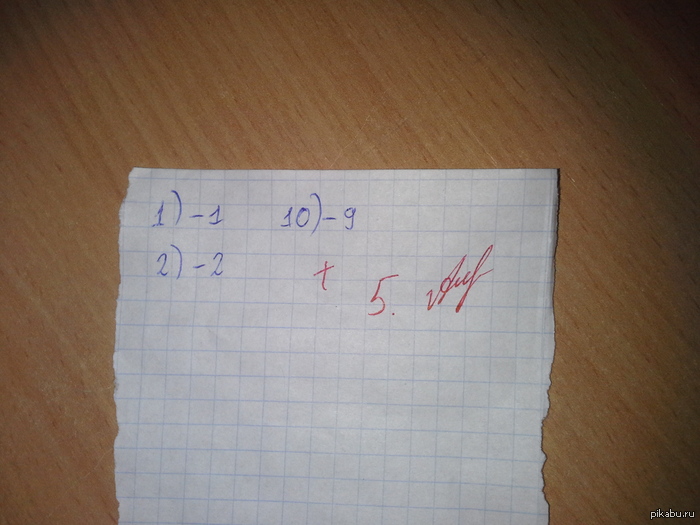 1) -1 10) -9
2) -2
+ 5.
pikabu.ru